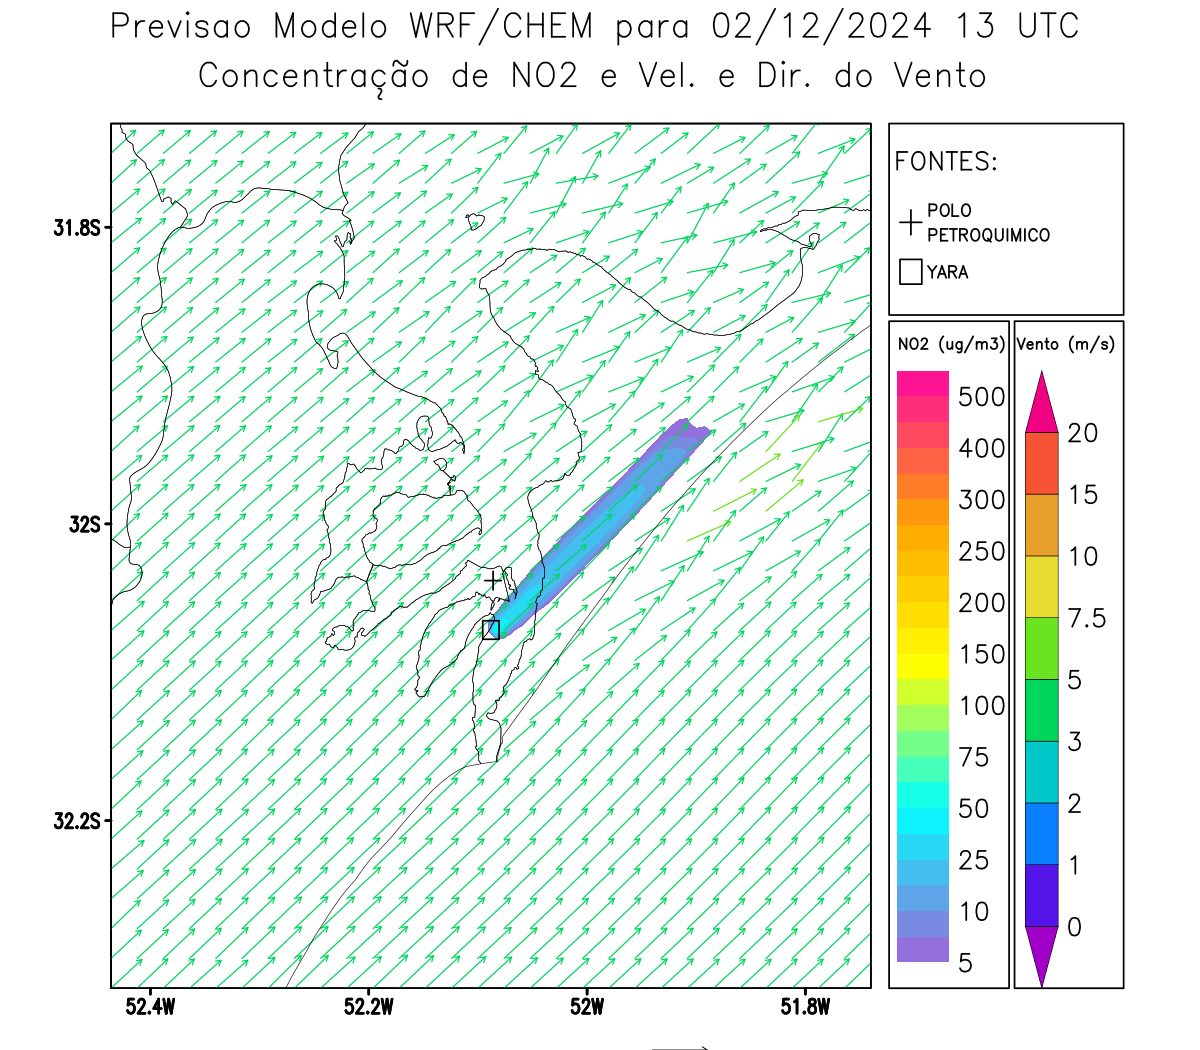 Previsao Modelo WRF/CHEM para 02/12/2024 13 UTC
Concentração de NO2 e Vel. e Dir. do Vento
FONTES:
POLO
PETROQUIMICO
YARA
31.8S
32S
32.2S
52.4W
52.2W
52W
51.8W
NO2 (ug/m3)
500
400
300
250
200
150
100
75
50
25
10
5
Vento (m/s)
20
15
10
7.5
5
3
2
1
0